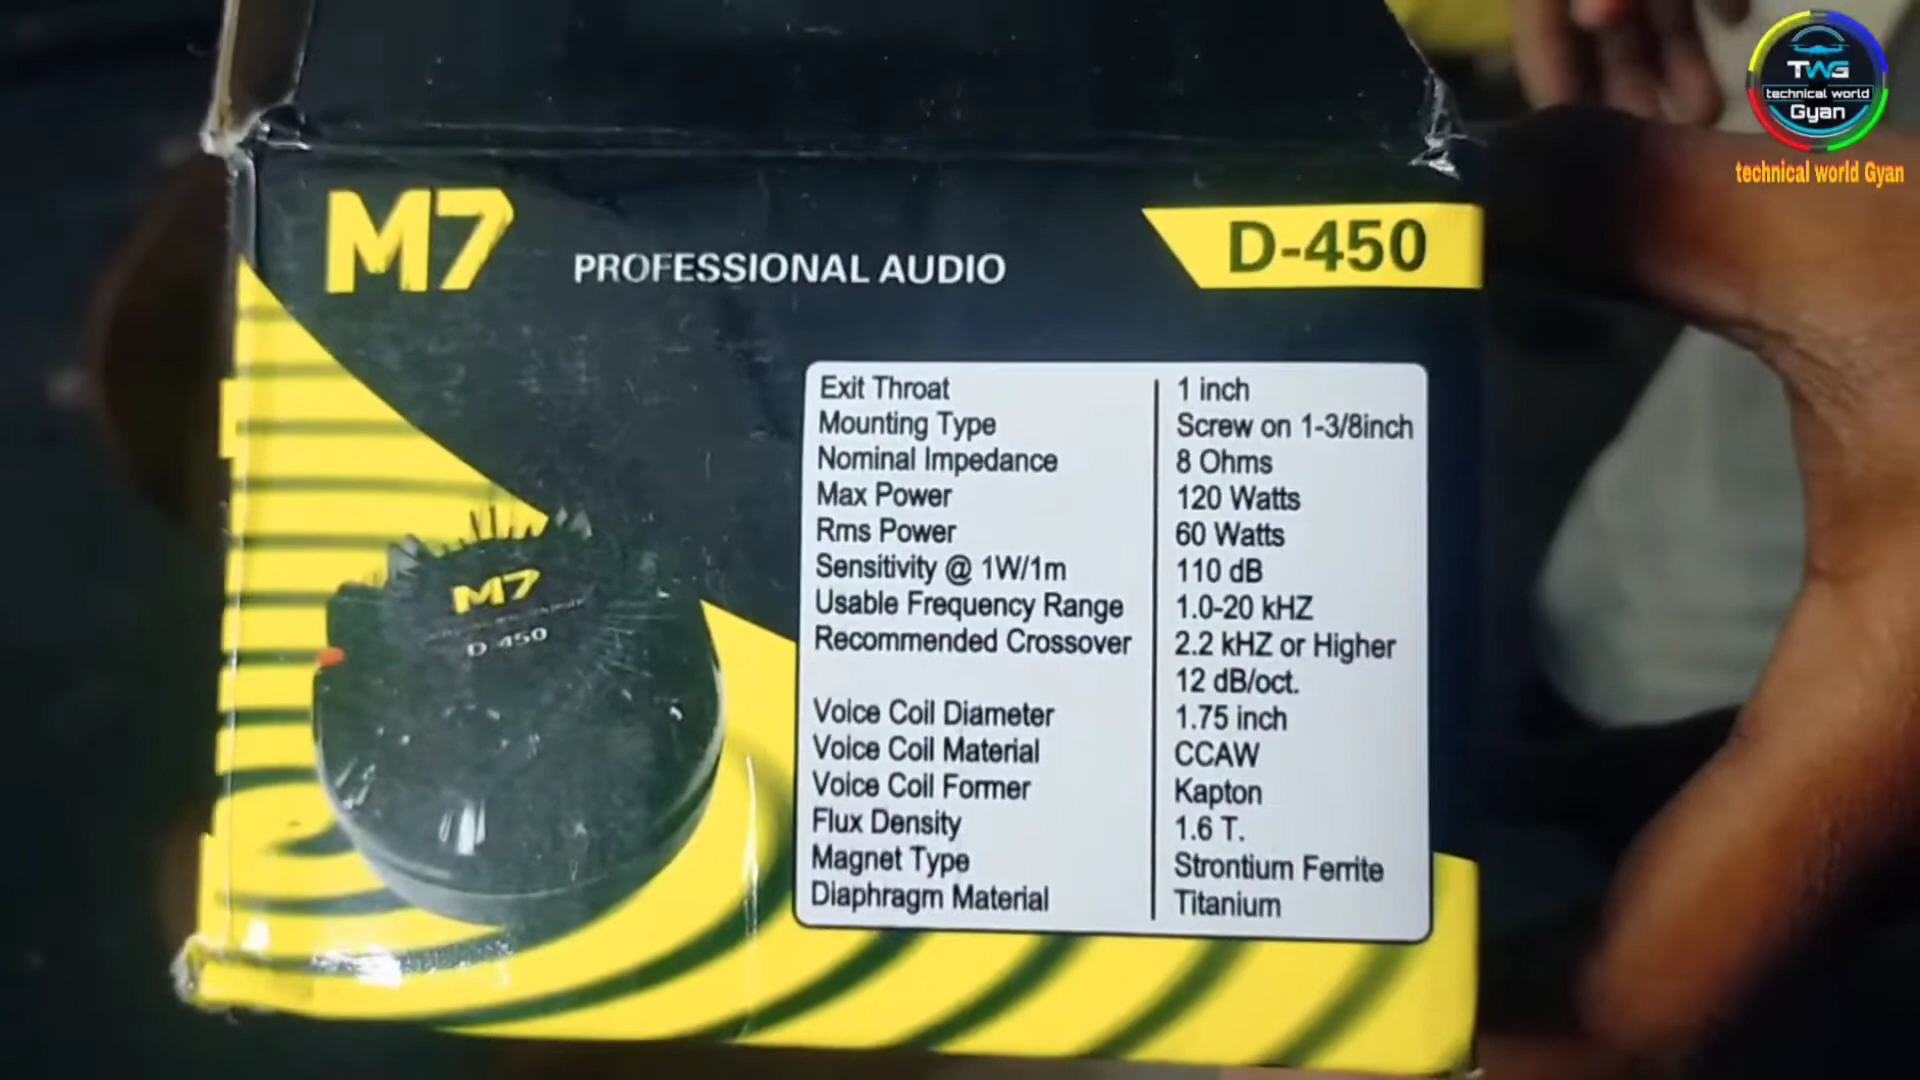 TWG
technical world
Gyan
technical world Gyan
M7
PROFESSIONAL AUDIO
D-450
Exit Throat 1 inch
Mounting Type Screw on 1-3/8inch
Nominal Impedance 8 Ohms
Max Power 120 Watts
Rms Power 60 Watts
Sensitivity @ 1W/1m 110 dB
Usable Frequency Range 1.0-20 kHZ
Recommended Crossover 2.2 kHZ or Higher
12 dB/oct.
Voice Coil Diameter 1.75 inch
Voice Coil Material CCAW
Voice Coil Former Kapton
Flux Density 1.6 T.
Magnet Type Strontium Ferrite
Diaphragm Material Titanium
M7
D-450